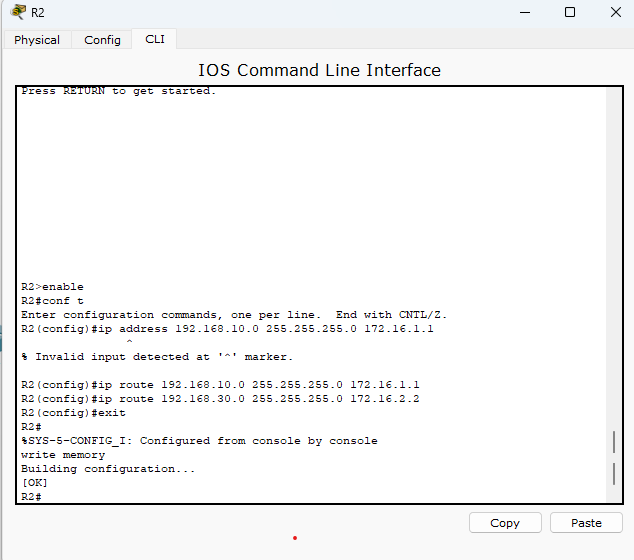 R2
Physical Config CLI
IOS Command Line Interface
Press RETURN to get started.
R2>enable
R2#conf t
Enter configuration commands, one per line.  End with CNTL/Z.
R2(config)#ip address 192.168.10.0 255.255.255.0 172.16.1.1
^
% Invalid input detected at '^' marker.
R2(config)#ip route 192.168.10.0 255.255.255.0 172.16.1.1
R2(config)#ip route 192.168.30.0 255.255.255.0 172.16.2.2
R2(config)#exit
R2#
%SYS-5-CONFIG_I: Configured from console by console
write memory
Building configuration...
[OK]
R2#
Copy Paste